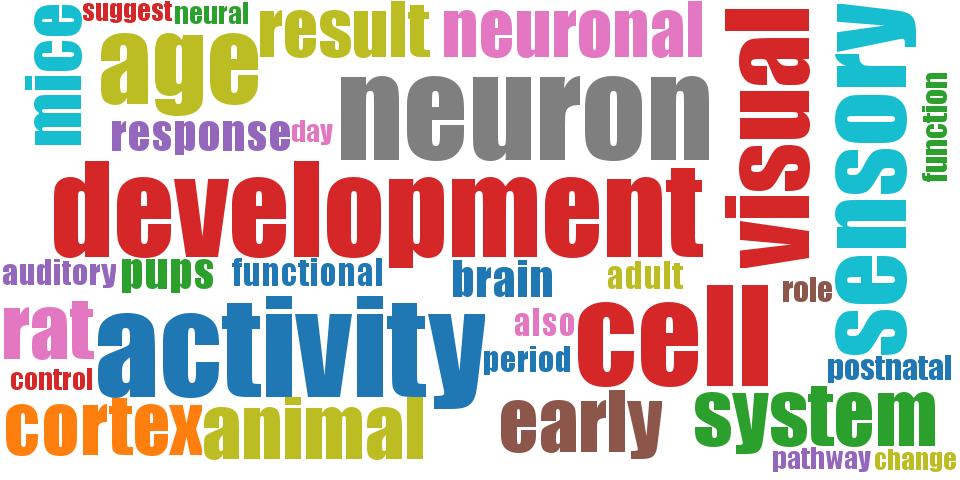 suggest
neural
mice
age
result
neuronal
visual
sensory
function
neuron
response
day
development
auditory
pups
functional
brain
adult
role
rat
activity
also
cell
period
postnatal
control
cortex
animal
early
system
pathway
change